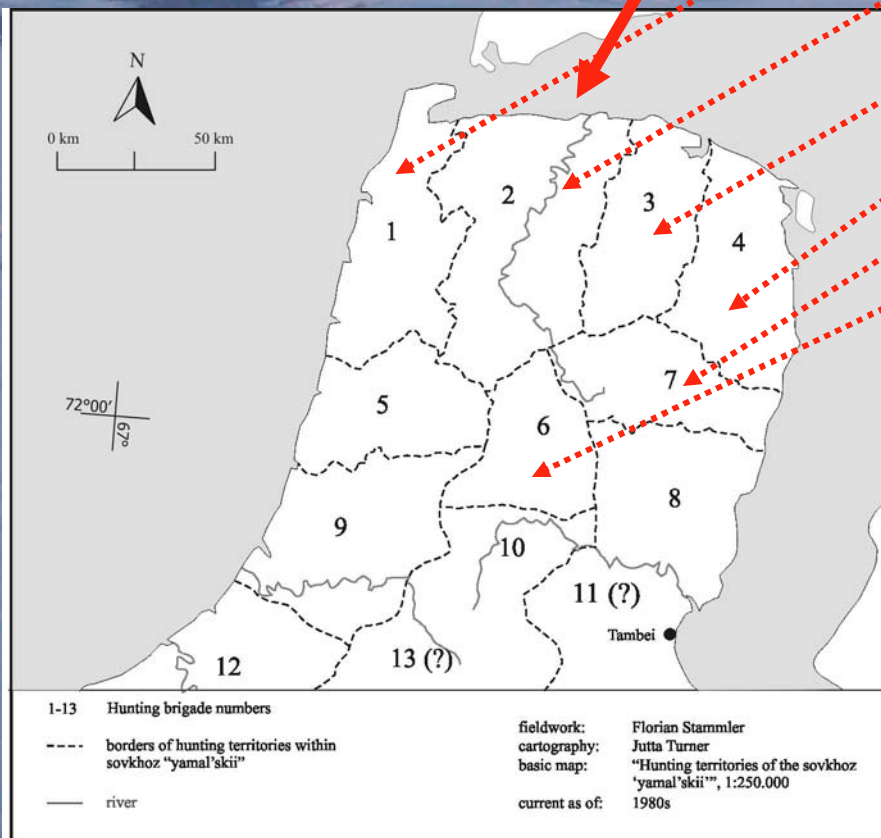 N
0 km
50 km
1
2
3
4
5
6
7
8
9
10
11 (?)
12
13 (?)
72°00'
67°
Tambei
1-13 Hunting brigade numbers
borders of hunting territories within
sovkhoz "yamal'skii"
river
fieldwork: Florian Stammler
cartography: Jutta Turner
basic map: "Hunting territories of the sovkhoz
'yamal'skii'", 1:250.000
current as of: 1980s